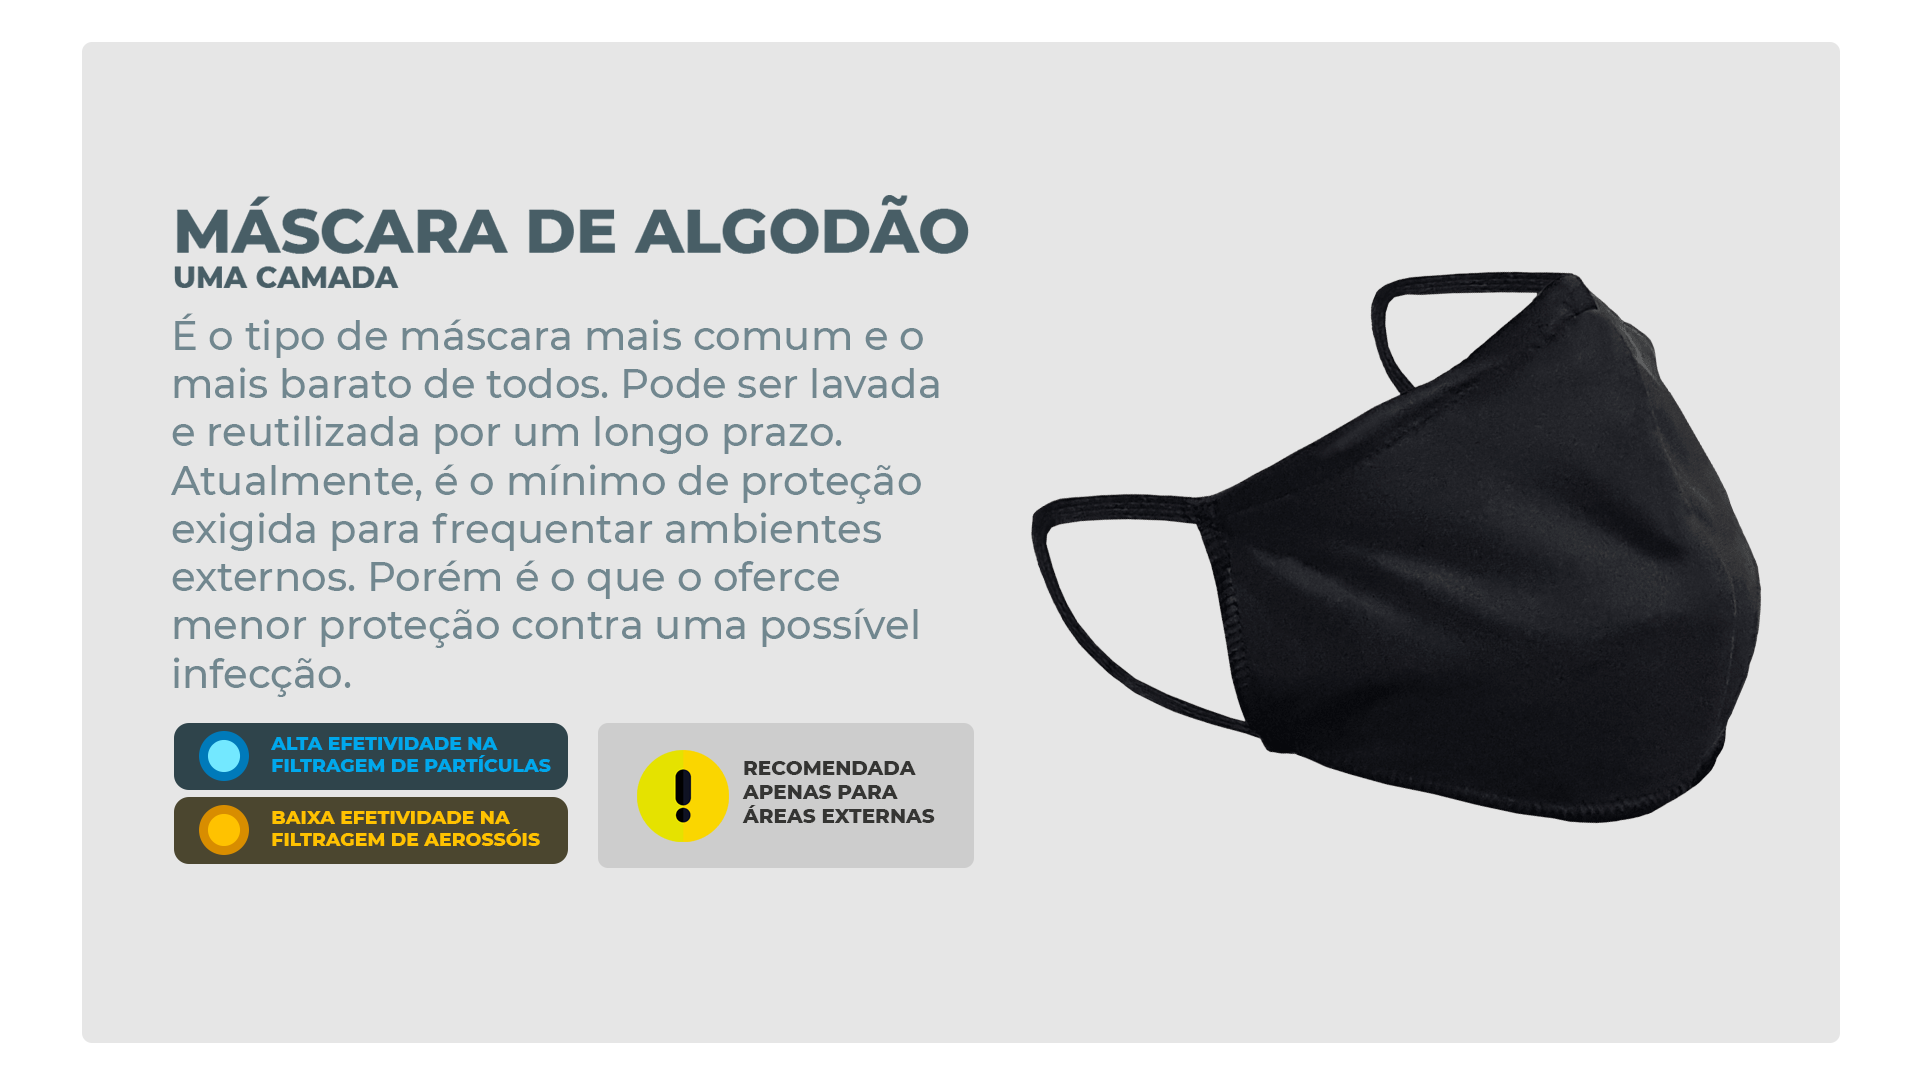 MÁSCARA DE ALGODÃO
UMA CAMADA
É o tipo de máscara mais comum e o
mais barato de todos. Pode ser lavada
e reutilizada por um longo prazo.
Atualmente, é o mínimo de proteção
exigida para frequentar ambientes
externos. Porém é o que o oferce
menor proteção contra uma possível
infecção.
ALTA EFETIVIDADE NA
FILTRAGEM DE PARTÍCULAS
BAIXA EFETIVIDADE NA
FILTRAGEM DE AEROSSÓIS
RECOMENDADA
APENAS PARA
ÁREAS EXTERNAS